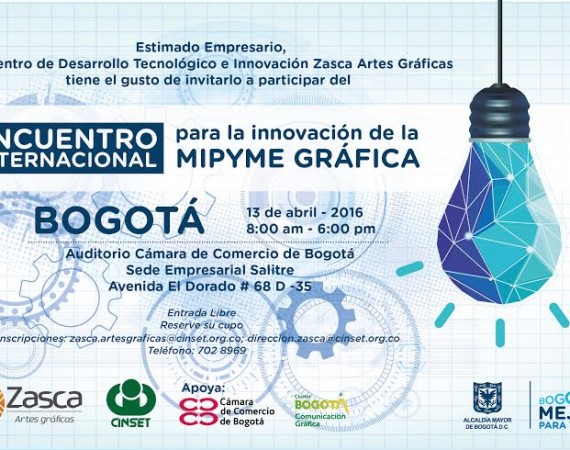 Estimado Empresario,
entro de Desarrollo Tecnológico e Innovación Zasca Artes Gráficas
tiene el gusto de invitarlo a participar del
NCUENTRO
TERNACIONAL
para la innovación de la
MIPYME GRÁFICA
BOGOTÁ
13 de abril - 2016
8:00 am - 6:00 pm
Auditorio Cámara de Comercio de Bogotá
Sede Empresarial Salitre
Avenida El Dorado # 68 D -35
Entrada Libre
Reserve su cupo
nscripciones: zasca.artesgraficas@cinset.org.co; direccion.zasca@cinset.org.co
Teléfono: 702 8969
Zasca
Artes gráficas
CINSET
Apoya:
Cámara
de Comercio
de Bogotá
Cluster
BOGOTÁ
Comunicación
Gráfica
ALCALDÍA MAYOR
DE BOGOTÁ D.C.
BOGO
MEJ
PARA